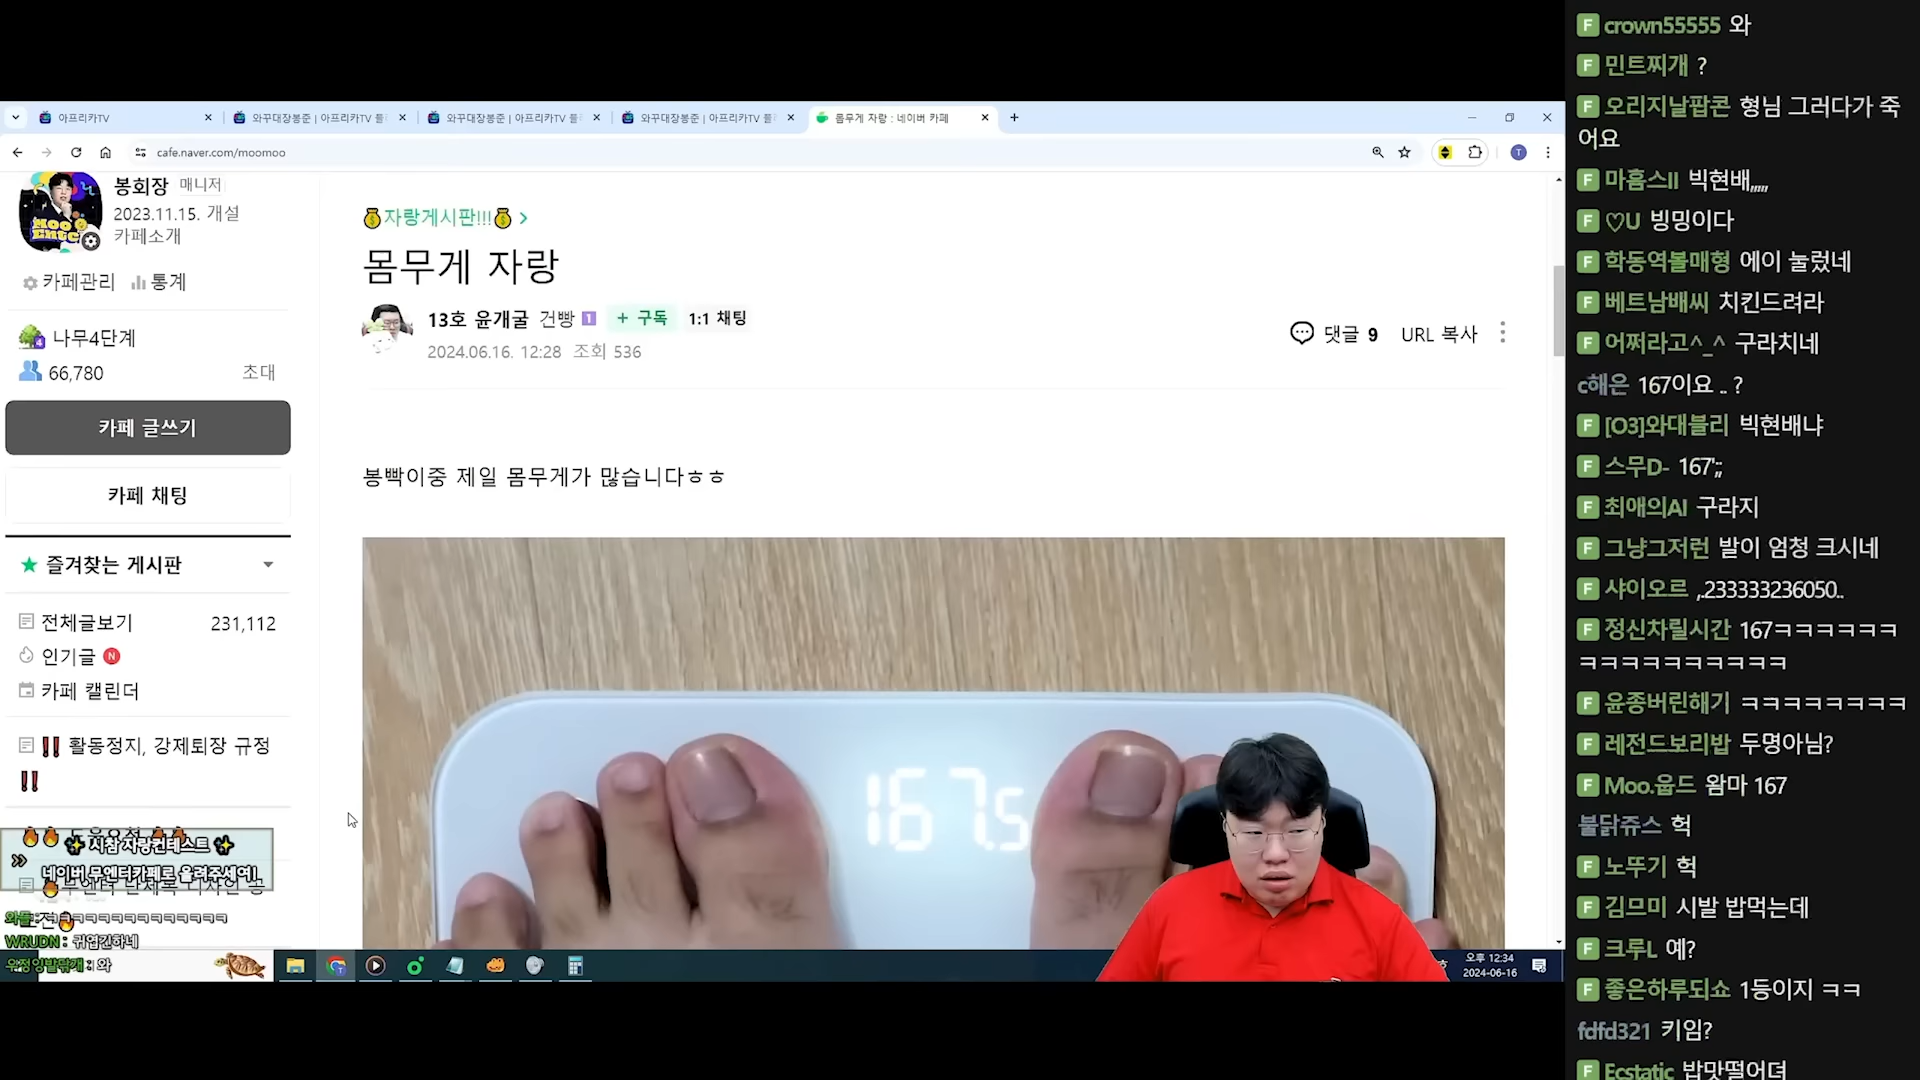 아프리카TV
와꾸대장봉준 | 아프리카TV 플
와꾸대장봉준 | 아프리카TV 플
와꾸대장봉준 | 아프리카TV 플
몸무게 자랑 : 네이버 카페
cafe.naver.com/moomoo
T
봉회장 매니저
2023.11.15. 개설
카페소개
카페관리
통계
나무4단계
66,780
초대
카페 글쓰기
카페 채팅
즐겨찾는 게시판
전체글보기
231,112
인기글 N
카페 캘린더
활동정지, 강제퇴장 규정
지참 자랑컨테스트
네이버 무엔터카페로 올려주세여!
WRUDN : 귀엽긴하네
와
자랑게시판!!!
몸무게 자랑
13호 윤개굴 건빵 1 + 구독 1:1 채팅
2024.06.16. 12:28 조회 536
댓글 9 URL 복사
봉빡이중 제일 몸무게가 많습니다ㅎㅎ
167.5
오후 12:34
2024-06-16
F crown55555 와
F 민트찌개 ?
F 오리지날팝콘 형님 그러다가 죽
어요
F 마흠스II 빅현배,,,,,
F ♡U 빙밍이다
F 학동역볼매형 에이 눌렀네
F 베트남배씨 치킨드려라
F 어쩌라고^_^ 구라치네
c해은 167이요 .. ?
F [O3]와대블리 빅현배냐
F 스무D- 167';;
F 최애의AI 구라지
F 그냥그저런 발이 엄청 크시네
F 샤이오르 ,.233333236050..
F 정신차릴시간 167ㅋㅋㅋㅋㅋㅋ
ㅋㅋㅋㅋㅋㅋㅋㅋㅋㅋ
F 윤종버린해기 ㅋㅋㅋㅋㅋㅋㅋㅋ
F 레전드보리밥 두명아님?
F Moo.윱드 왐마 167
불닭쥬스 헉
F 노뚜기 헉
F 김므미 시발 밥먹는데
F 크루L 예?
F 좋은하루되쇼 1등이지 ㅋㅋ
fdfd321 키임?
F Ecstatic 밥맛떨어뎌